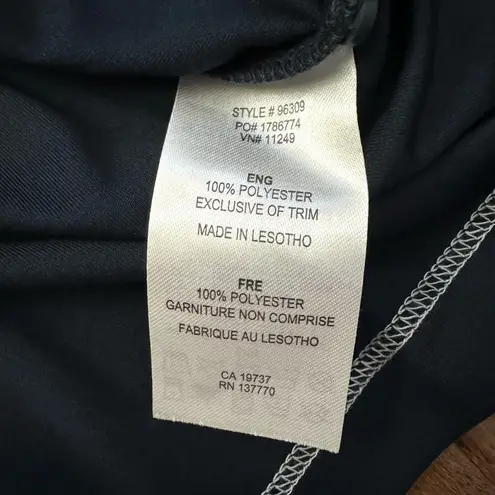 STYLE # 96309
PO# 1786774
VN# 11249
ENG
100% POLYESTER
EXCLUSIVE OF TRIM
MADE IN LESOTHO
FRE
100% POLYESTER
GARNITURE NON COMPRISE
FABRIQUE AU LESOTHO
CA 19737
RN 137770